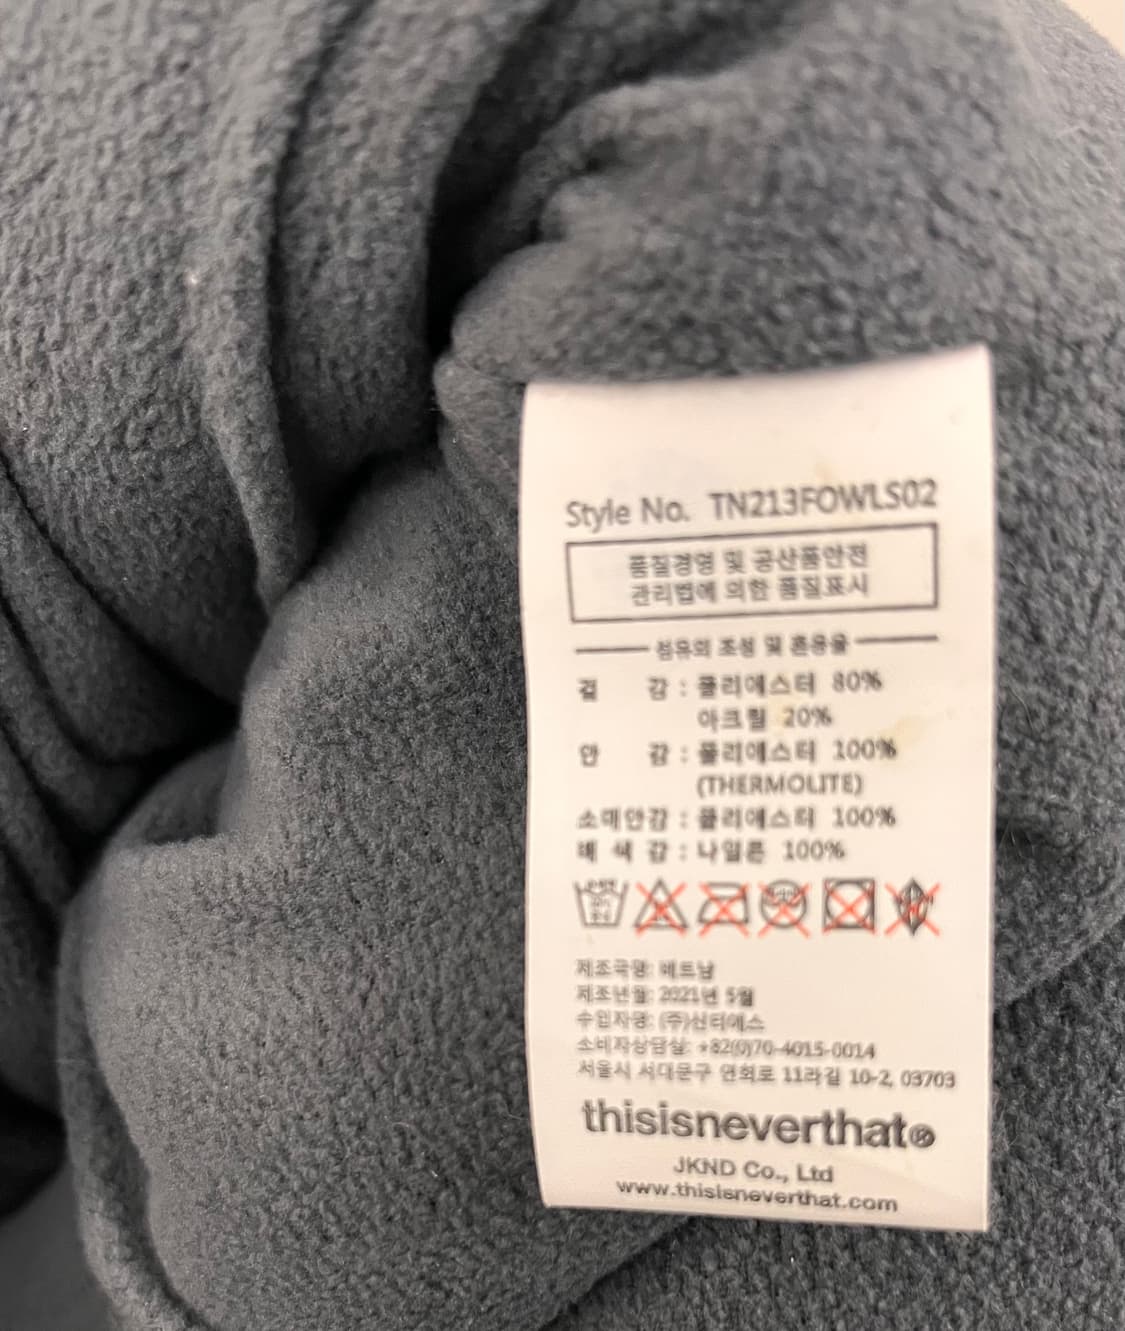 Style No. TN213FOWLS02
품질경영 및 공산품안전
관리법에 의한 품질표시
섬유의 조성 및 혼용율
겉 감 : 폴리에스터 80%
아크릴 20%
안 감 : 폴리에스터 100%
(THERMOLITE)
소매안감 : 폴리에스터 100%
배 색 감 : 나일론 100%
제조국명: 베트남
제조년월: 2021년 5월
수입자명: (주)신티에스
소비자상담실: +82(0)70-4015-0014
서울시 서대문구 연희로 11라길 10-2, 03703
thisisneverthat®
JKND Co., Ltd
www.thisisneverthat.com